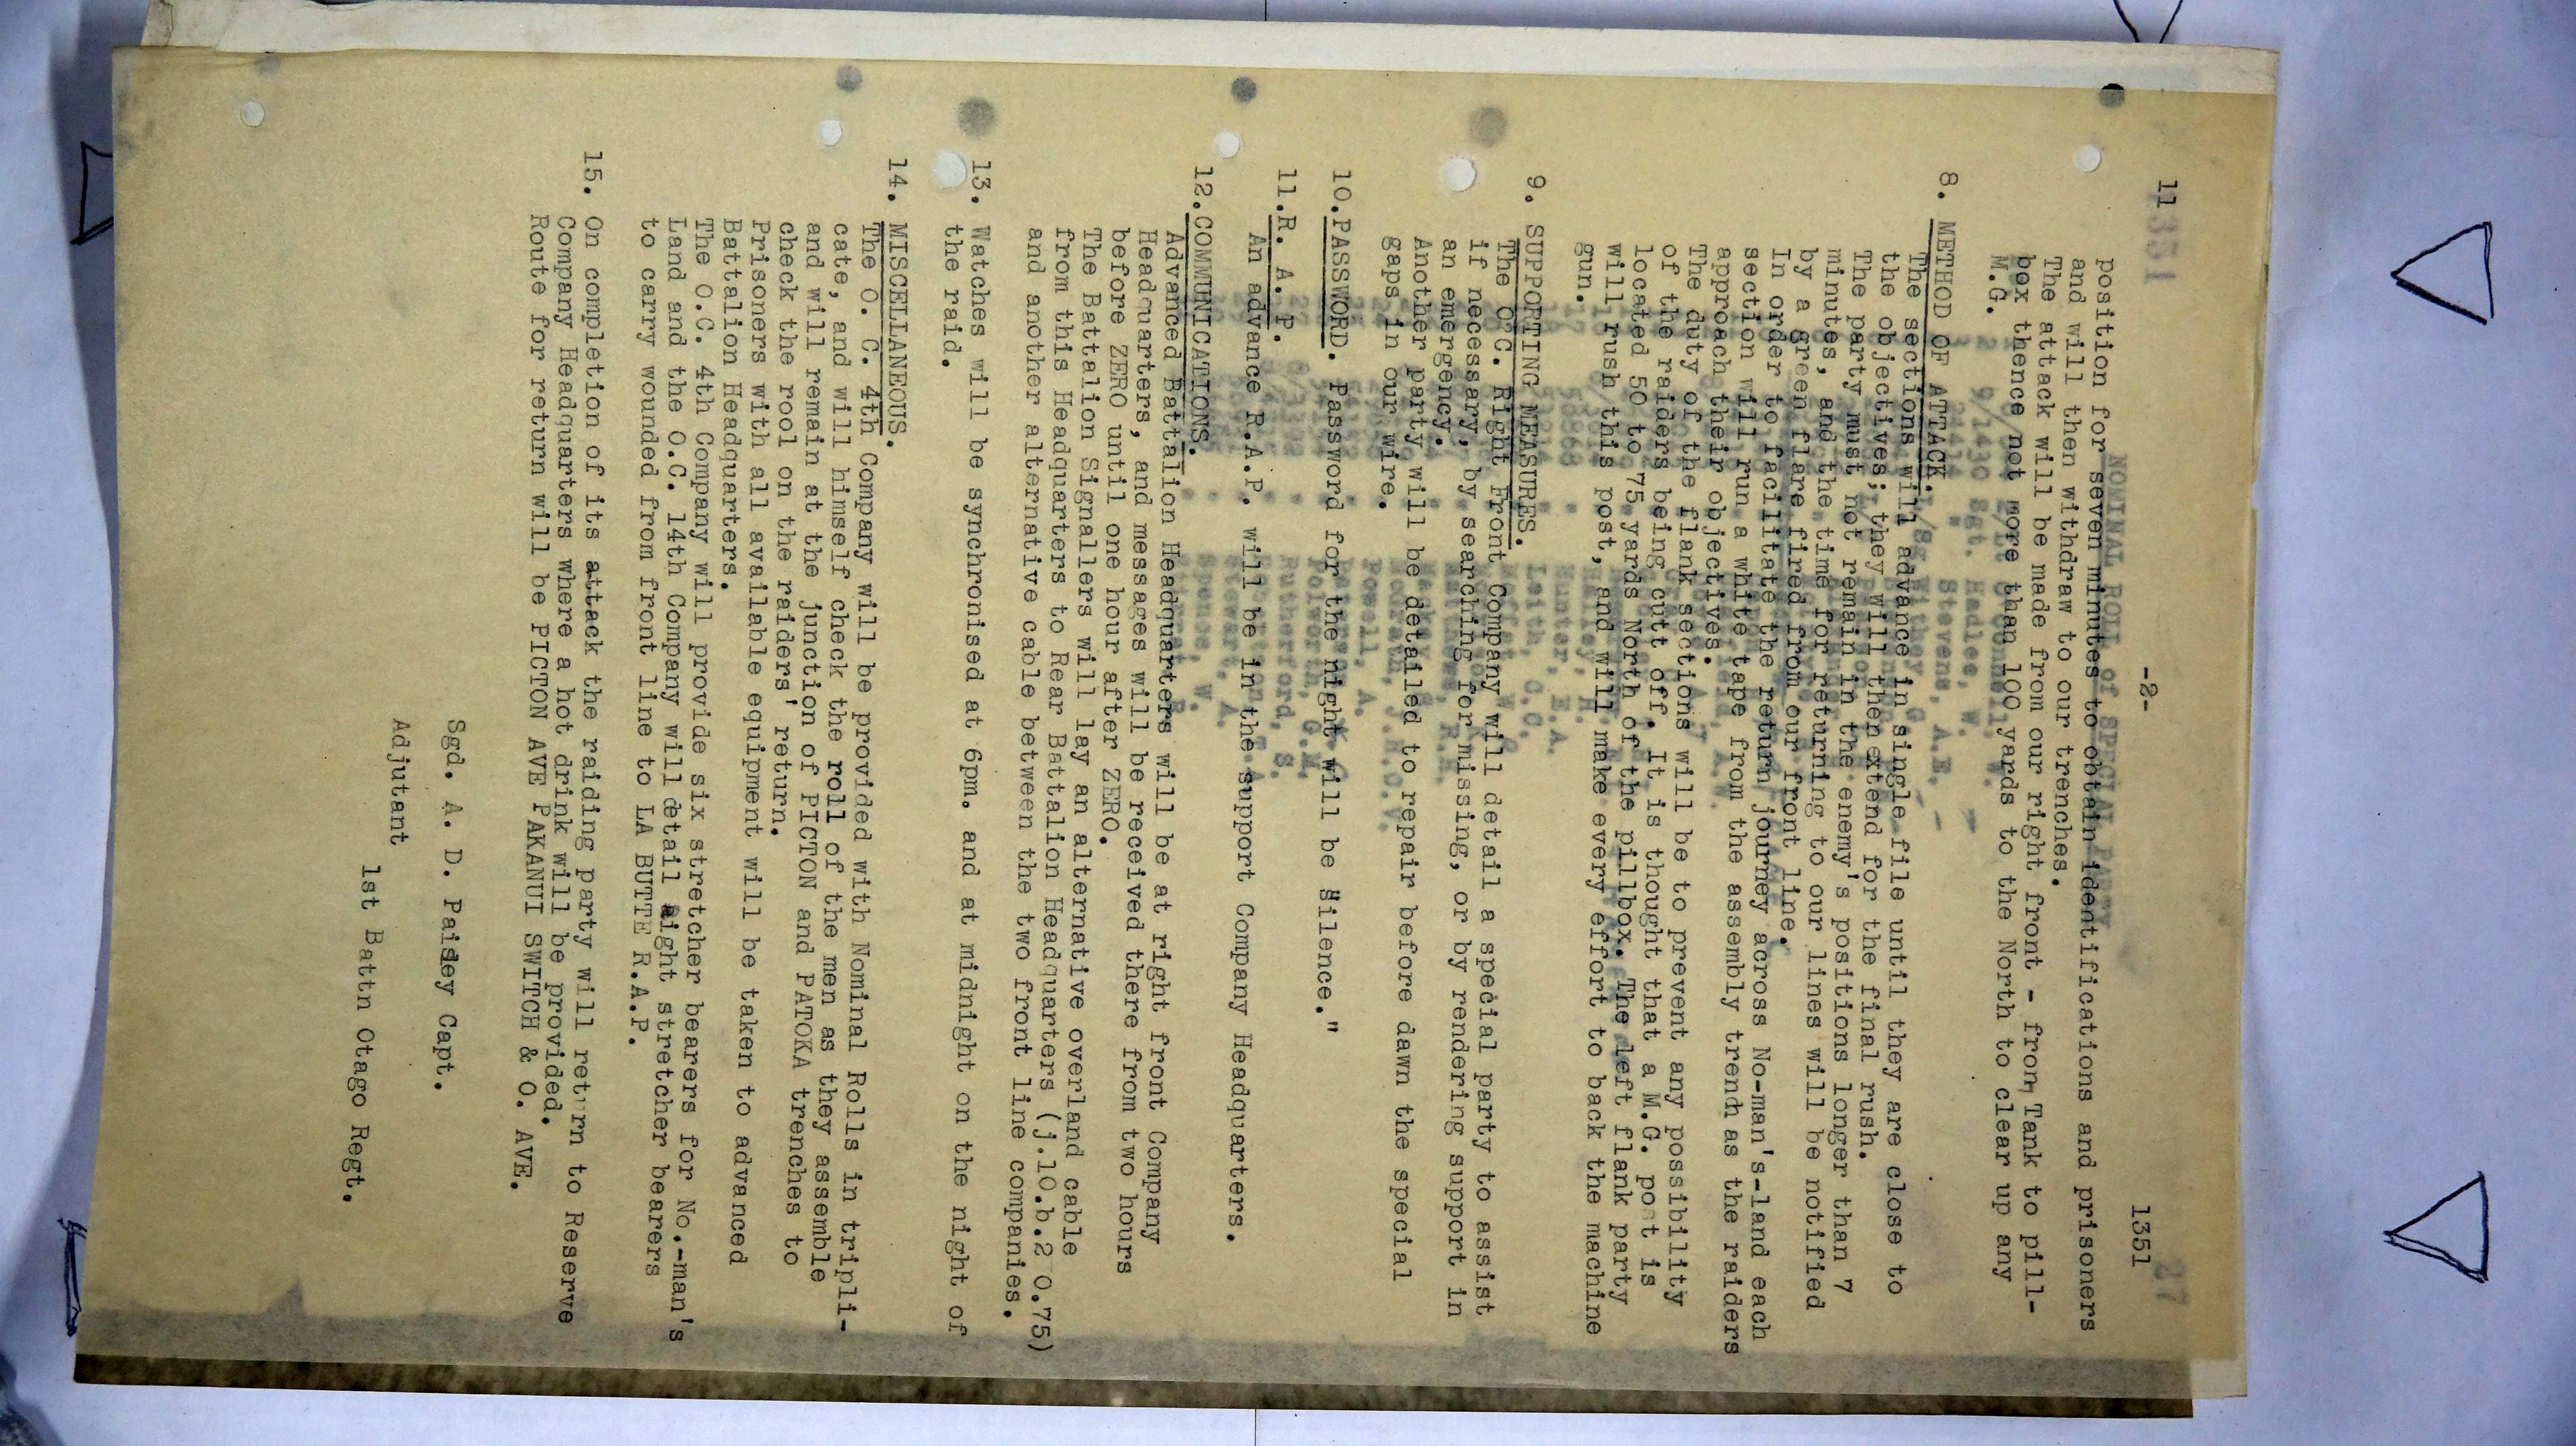 -2-
11
1351
position for seven minutes to obtain identifications and prisoners
and will then withdraw to our trenches.
The attack will be made from our right front - from Tank to pill-
box thence not more than 100 yards to the North to clear up any
M.G.
8. METHOD OF ATTACK.
The sections will advance in single file until they are close to
the objectives; they will then extend for the final rush.
The party must not remain in the enemy's positions longer than 7
minutes, and the time for returning to our lines will be notified
by a green flare fired from our front line.
In order to facilitate the return journey across No-man's-land each
section will run a white tape from the assembly trench as the raiders
approach their objectives.
The duty of the flank sections will be to prevent any possibility
of the raiders being cutt off. It is thought that a M.G. post is
located 50 to 75 yards North of the pillbox. The left flank party
will rush this post, and will make every effort to back the machine
gun.
9. SUPPORTING MEASURES.
The O.C. Right Front Company will detail a special party to assist
if necessary, by searching for missing, or by rendering support in
an emergency.
Another party will be detailed to repair before dawn the special
gaps in our wire.
10. PASSWORD. Password for the night will be "Silence."
11. R. A. P.
An advance R.A.P. will be in the support Company Headquarters.
12. COMMUNICATIONS.
Advanced Battalion Headquarters will be at right front Company
Headquarters, and messages will be received there from two hours
before ZERO until one hour after ZERO.
The Battalion Signallers will lay an alternative overland cable
from this Headquarters to Rear Battalion Headquarters (j.10.b.2 0.75)
and another alternative cable between the two front line companies.
13. Watches will be synchronised at 6pm. and at midnight on the night of
the raid.
14. MISCELLANEOUS.
The O. C. 4th Company will be provided with Nominal Rolls in tripli-
cate, and will himself check the roll of the men as they assemble
and will remain at the junction of PICTON and PATOKA trenches to
check the rool on the raiders' return.
Prisoners with all available equipment will be taken to advanced
Battalion Headquarters.
The O.C. 4th Company will provide six stretcher bearers for No.-man's
Land and the O.C. 14th Company will detail eight stretcher bearers
to carry wounded from front line to LA BUTTE R.A.P.
15. On completion of its attack the raiding party will return to Reserve
Company Headquarters where a hot drink will be provided.
Route for return will be PICTON AVE PAKANUI SWITCH & O. AVE.
Sgd. A. D. Paisley Capt.
Adjutant
1st Battn Otago Regt.